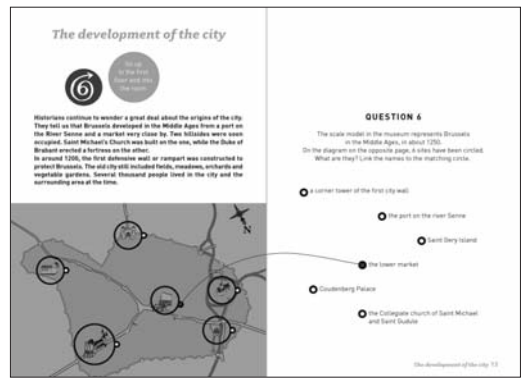 The development of the city
6
Go up
to the first
floor and into
the room
Historians continue to wonder a great deal about the origins of the city.
They tell us that Brussels developed in the Middle Ages from a port on
the River Senne and a market very close by. Two hillsides were soon
occupied. Saint Michael's Church was built on the one, while the Duke of
Brabant erected a fortress on the other.
In around 1200, the first defensive wall or rampart was constructed to
protect Brussels. The old city still included fields, meadows, orchards and
vegetable gardens. Several thousand people lived in the city and the
surrounding area at the time.
N
QUESTION 6
The scale model in the museum represents Brussels
in the Middle Ages, in about 1250.
On the diagram on the opposite page, 6 sites have been circled.
What are they? Link the names to the matching circle.
a corner tower of the first city wall
the port on the river Senne
Saint Gery Island
the lower market
Coudenberg Palace
the Collegiate church of Saint Michael
and Saint Gudule
The development of the city